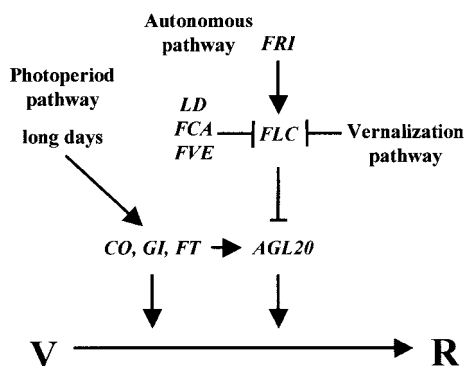 Autonomous
pathway FRI
Photoperiod
pathway
long days
LD
FCA
FVE
FLC
Vernalization
pathway
CO, GI, FT
AGL20
V
R